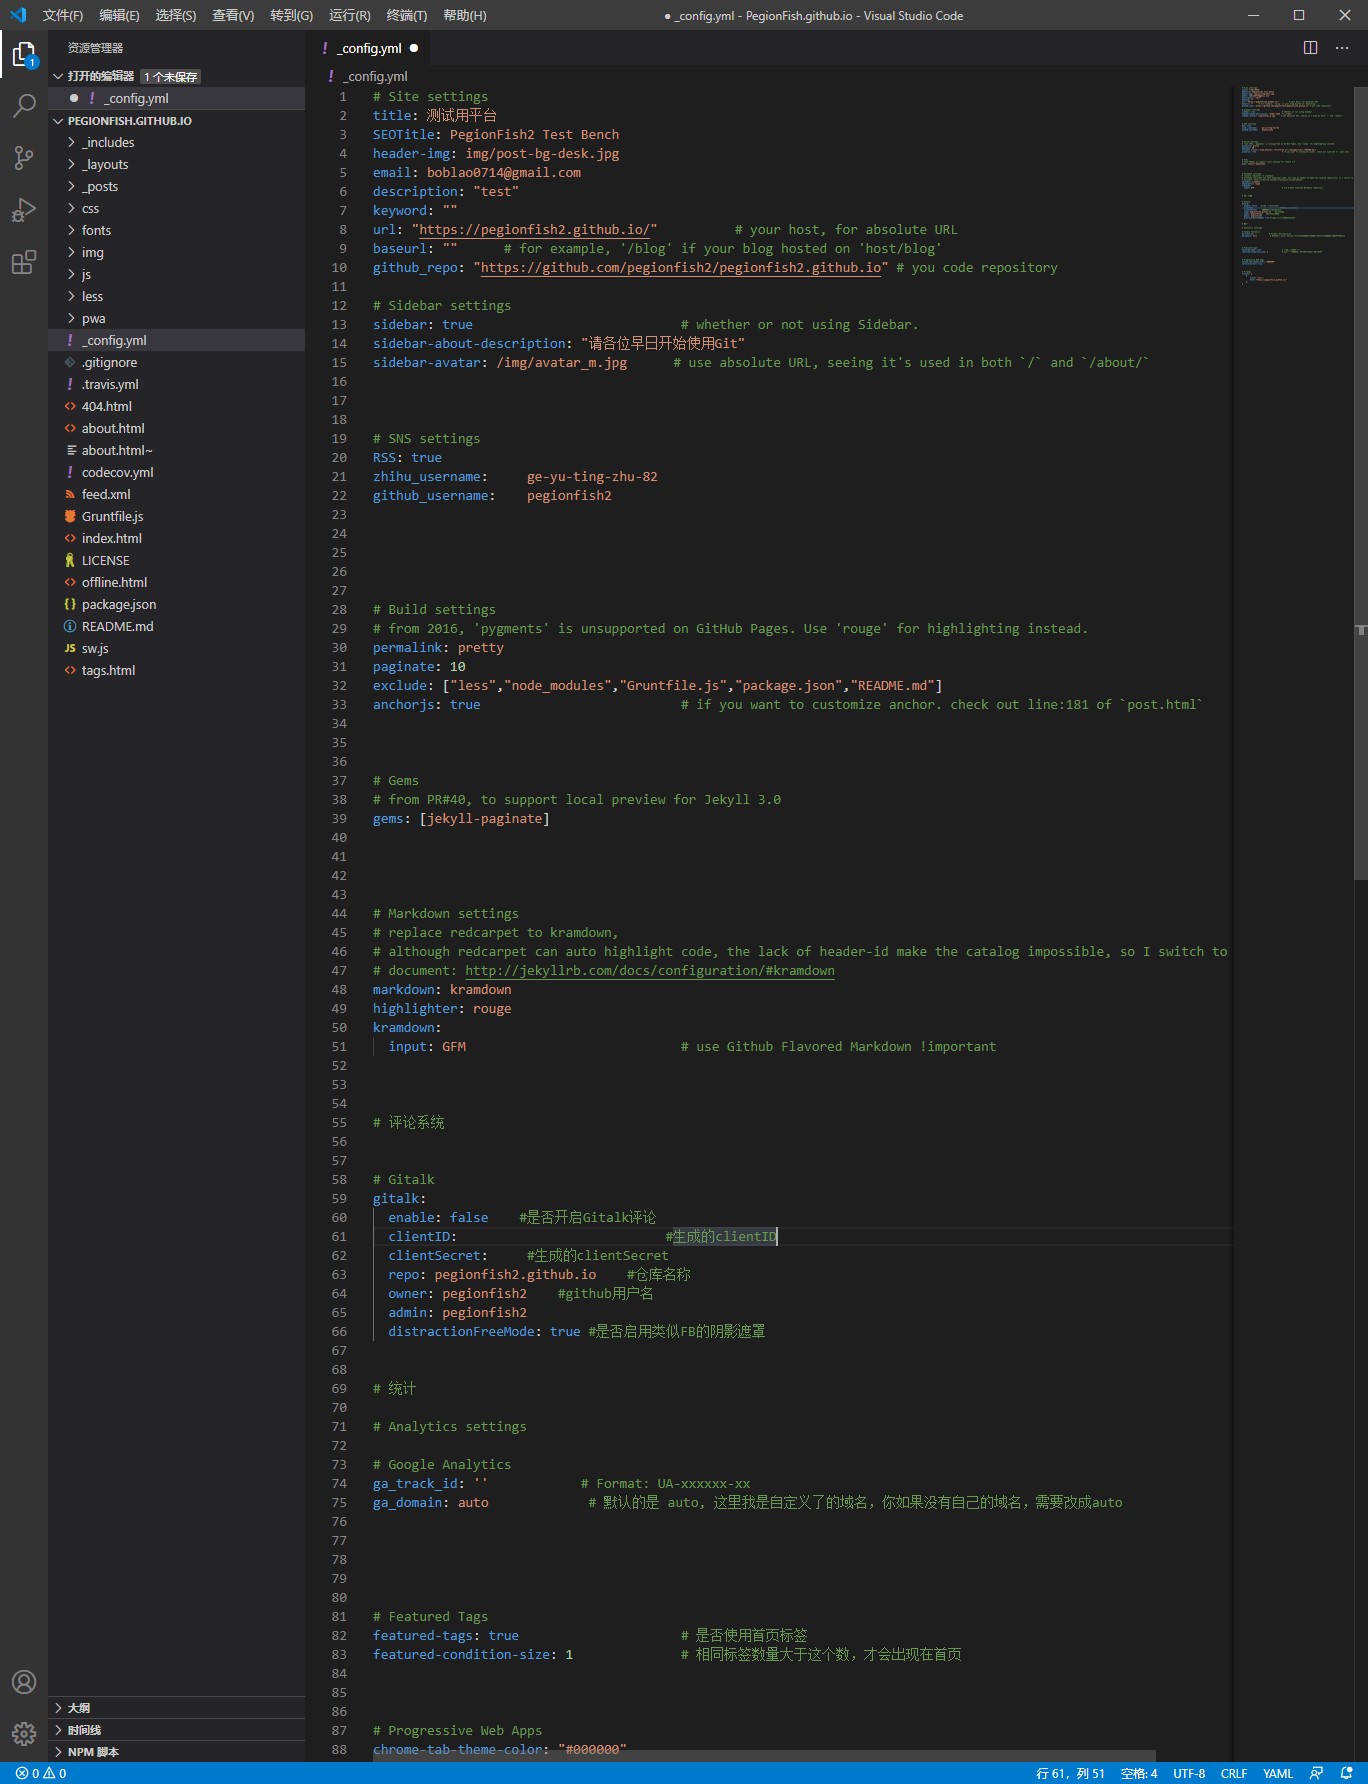 文件(F) 编辑(E) 选择(S) 查看(V) 转到(G) 运行(R) 终端(T) 帮助(H)
● _config.yml - PegionFish.github.io - Visual Studio Code
资源管理器
打开的编辑器 1 个未保存
● ! _config.yml
PEGIONFISH.GITHUB.IO
_includes
_layouts
_posts
css
fonts
img
js
less
pwa
! _config.yml
.gitignore
! .travis.yml
<> 404.html
<> about.html
about.html~
! codecov.yml
feed.xml
Gruntfile.js
<> index.html
LICENSE
<> offline.html
{} package.json
README.md
JS sw.js
<> tags.html
大纲
时间线
NPM 脚本
1
! _config.yml ●
! _config.yml
1 # Site settings
2 title: 测试用平台
3 SEOTitle: PegionFish2 Test Bench
4 header-img: img/post-bg-desk.jpg
5 email: boblao0714@gmail.com
6 description: "test"
7 keyword: ""
8 url: "https://pegionfish2.github.io/" # your host, for absolute URL
9 baseurl: "" # for example, '/blog' if your blog hosted on 'host/blog'
10 github_repo: "https://github.com/pegionfish2/pegionfish2.github.io" # you code repository
11
12 # Sidebar settings
13 sidebar: true # whether or not using Sidebar.
14 sidebar-about-description: "请各位早日开始使用Git"
15 sidebar-avatar: /img/avatar_m.jpg # use absolute URL, seeing it's used in both `/` and `/about/`
16
17
18
19 # SNS settings
20 RSS: true
21 zhihu_username: ge-yu-ting-zhu-82
22 github_username: pegionfish2
23
24
25
26
27
28 # Build settings
29 # from 2016, 'pygments' is unsupported on GitHub Pages. Use 'rouge' for highlighting instead.
30 permalink: pretty
31 paginate: 10
32 exclude: ["less","node_modules","Gruntfile.js","package.json","README.md"]
33 anchorjs: true # if you want to customize anchor. check out line:181 of `post.html`
34
35
36
37 # Gems
38 # from PR#40, to support local preview for Jekyll 3.0
39 gems: [jekyll-paginate]
40
41
42
43
44 # Markdown settings
45 # replace redcarpet to kramdown,
46 # although redcarpet can auto highlight code, the lack of header-id make the catalog impossible, so I switch to
47 # document: http://jekyllrb.com/docs/configuration/#kramdown
48 markdown: kramdown
49 highlighter: rouge
50 kramdown:
51 input: GFM # use Github Flavored Markdown !important
52
53
54
55 # 评论系统
56
57
58 # Gitalk
59 gitalk:
60 enable: false #是否开启Gitalk评论
61 clientID: #生成的clientID
62 clientSecret: #生成的clientSecret
63 repo: pegionfish2.github.io #仓库名称
64 owner: pegionfish2 #github用户名
65 admin: pegionfish2
66 distractionFreeMode: true #是否启用类似FB的阴影遮罩
67
68
69 # 统计
70
71 # Analytics settings
72
73 # Google Analytics
74 ga_track_id: '' # Format: UA-xxxxxx-xx
75 ga_domain: auto # 默认的是 auto, 这里我是自定义了的域名，你如果没有自己的域名，需要改成auto
76
77
78
79
80
81 # Featured Tags
82 featured-tags: true # 是否使用首页标签
83 featured-condition-size: 1 # 相同标签数量大于这个数，才会出现在首页
84
85
86
87 # Progressive Web Apps
88 chrome-tab-theme-color: "#000000"
0 0 行 61，列 51 空格: 4 UTF-8 CRLF YAML